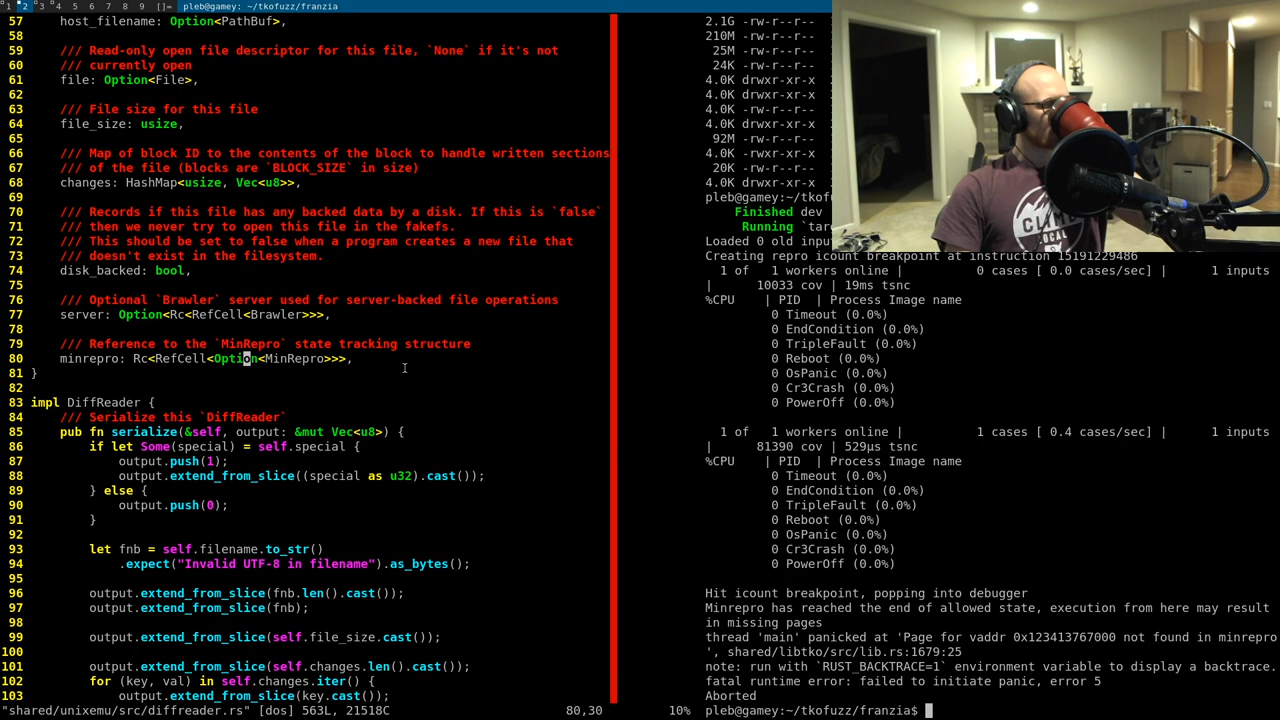 1 2 3 4 5 6 7 8 9 []= pleb@gamey: ~/tkofuzz/franzia
57 host_filename: Option<PathBuf>,
58
59 /// Read-only open file descriptor for this file, `None` if it's not
60 /// currently open
61 file: Option<File>,
62
63 /// File size for this file
64 file_size: usize,
65
66 /// Map of block ID to the contents of the block to handle written sections
67 /// of the file (blocks are `BLOCK_SIZE` in size)
68 changes: HashMap<usize, Vec<u8>>,
69
70 /// Records if this file has any backed data by a disk. If this is `false`
71 /// then we never try to open this file in the fakefs.
72 /// This should be set to false when a program creates a new file that
73 /// doesn't exist in the filesystem.
74 disk_backed: bool,
75
76 /// Optional `Brawler` server used for server-backed file operations
77 server: Option<Rc<RefCell<Brawler>>>,
78
79 /// Reference to the `MinRepro` state tracking structure
80 minrepro: Rc<RefCell<Option<MinRepro>>>,
81 }
82
83 impl DiffReader {
84 /// Serialize this `DiffReader`
85 pub fn serialize(&self, output: &mut Vec<u8>) {
86 if let Some(special) = self.special {
87 output.push(1);
88 output.extend_from_slice((special as u32).cast());
89 } else {
90 output.push(0);
91 }
92
93 let fnb = self.filename.to_str()
94 .expect("Invalid UTF-8 in filename").as_bytes();
95
96 output.extend_from_slice(fnb.len().cast());
97 output.extend_from_slice(fnb);
98
99 output.extend_from_slice(self.file_size.cast());
100
101 output.extend_from_slice(self.changes.len().cast());
102 for (key, val) in self.changes.iter() {
103 output.extend_from_slice(key.cast());
"shared/unixemu/src/diffreader.rs" [dos] 563L, 21518C 80,30 10%
2.1G -rw-r--r--
210M -rw-r--r--
25M -rw-r--r--
24K -rw-r--r--
4.0K drwxr-xr-x
4.0K drwxr-xr-x
4.0K -rw-r--r--
4.0K drwxr-xr-x
92M -rw-r--r--
4.0K -rwxr-xr-x
20K -rw-r--r--
4.0K drwxr-xr-x
pleb@gamey:~/tkofu
Finished dev
Running `tar
Loaded 0 old inpu
Creating repro icount breakpoint at instruction 15191229486
1 of 1 workers online | 0 cases [ 0.0 cases/sec] | 1 inputs
| 10033 cov | 19ms tsnc
%CPU | PID | Process Image name
0 Timeout (0.0%)
0 EndCondition (0.0%)
0 TripleFault (0.0%)
0 Reboot (0.0%)
0 OsPanic (0.0%)
0 Cr3Crash (0.0%)
0 PowerOff (0.0%)
1 of 1 workers online | 1 cases [ 0.4 cases/sec] | 1 inputs
| 81390 cov | 529µs tsnc
%CPU | PID | Process Image name
0 Timeout (0.0%)
0 EndCondition (0.0%)
0 TripleFault (0.0%)
0 Reboot (0.0%)
0 OsPanic (0.0%)
0 Cr3Crash (0.0%)
0 PowerOff (0.0%)
Hit icount breakpoint, popping into debugger
Minrepro has reached the end of allowed state, execution from here may result
in missing pages
thread 'main' panicked at 'Page for vaddr 0x123413767000 not found in minrepro
', shared/libtko/src/lib.rs:1679:25
note: run with `RUST_BACKTRACE=1` environment variable to display a backtrace.
fatal runtime error: failed to initiate panic, error 5
Aborted
pleb@gamey:~/tkofuzz/franzia$